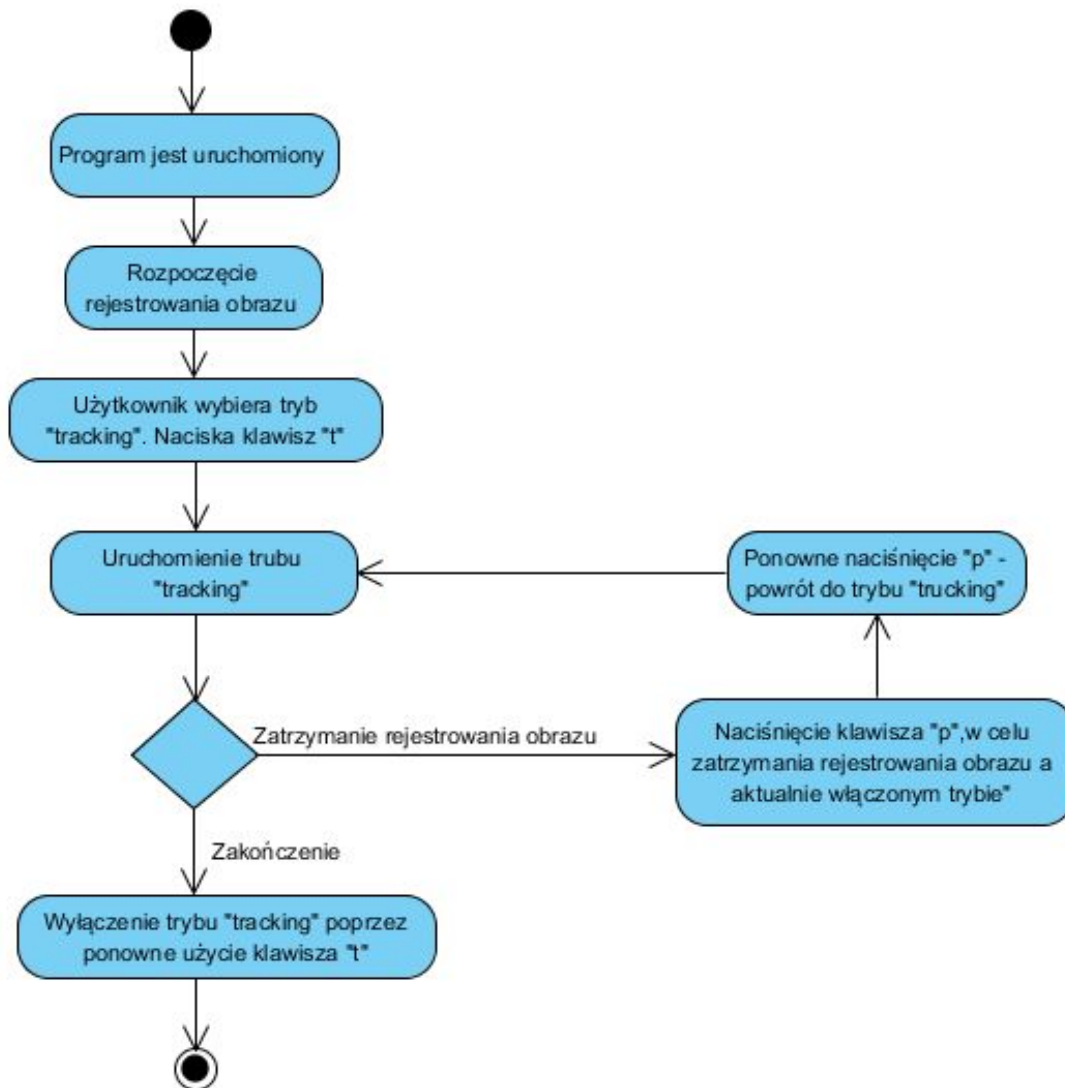 Program jest uruchomiony
Rozpoczęcie
rejestrowania obrazu
Użytkownik wybiera tryb
"tracking". Naciska klawisz "t"
Uruchomienie trubu
"tracking"
Ponowne naciśnięcie "p" -
powrót do trybu "trucking"
Zatrzymanie rejestrowania obrazu
Naciśnięcie klawisza "p",w celu
zatrzymania rejestrowania obrazu a
aktualnie włączonym trybie"
Zakończenie
Wyłączenie trybu "tracking" poprzez
ponowne użycie klawisza "t"